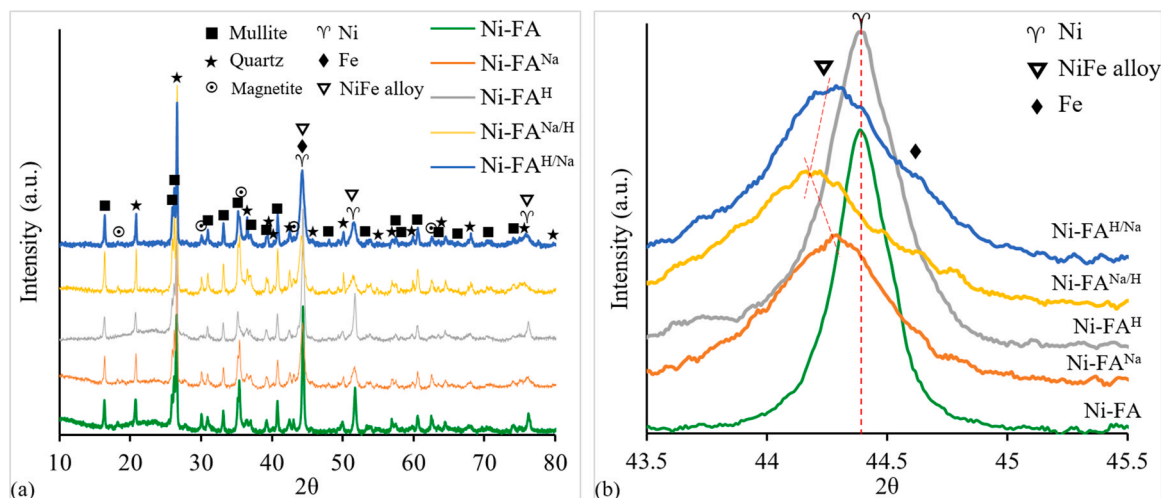 Mullite
Ni
Ni-FA
Quartz
Fe
Ni-FA^Na
Magnetite
NiFe alloy
Ni-FA^H
Ni-FA^Na/H
Ni-FA^H/Na
Intensity (a.u.)
10 20 30 40 50 60 70 80
(a)
2θ
Ni
NiFe alloy
Fe
Ni-FA^H/Na
Ni-FA^Na/H
Ni-FA^H
Ni-FA^Na
Ni-FA
Intensity (a.u.)
43.5 44 44.5 45 45.5
(b)
2θ